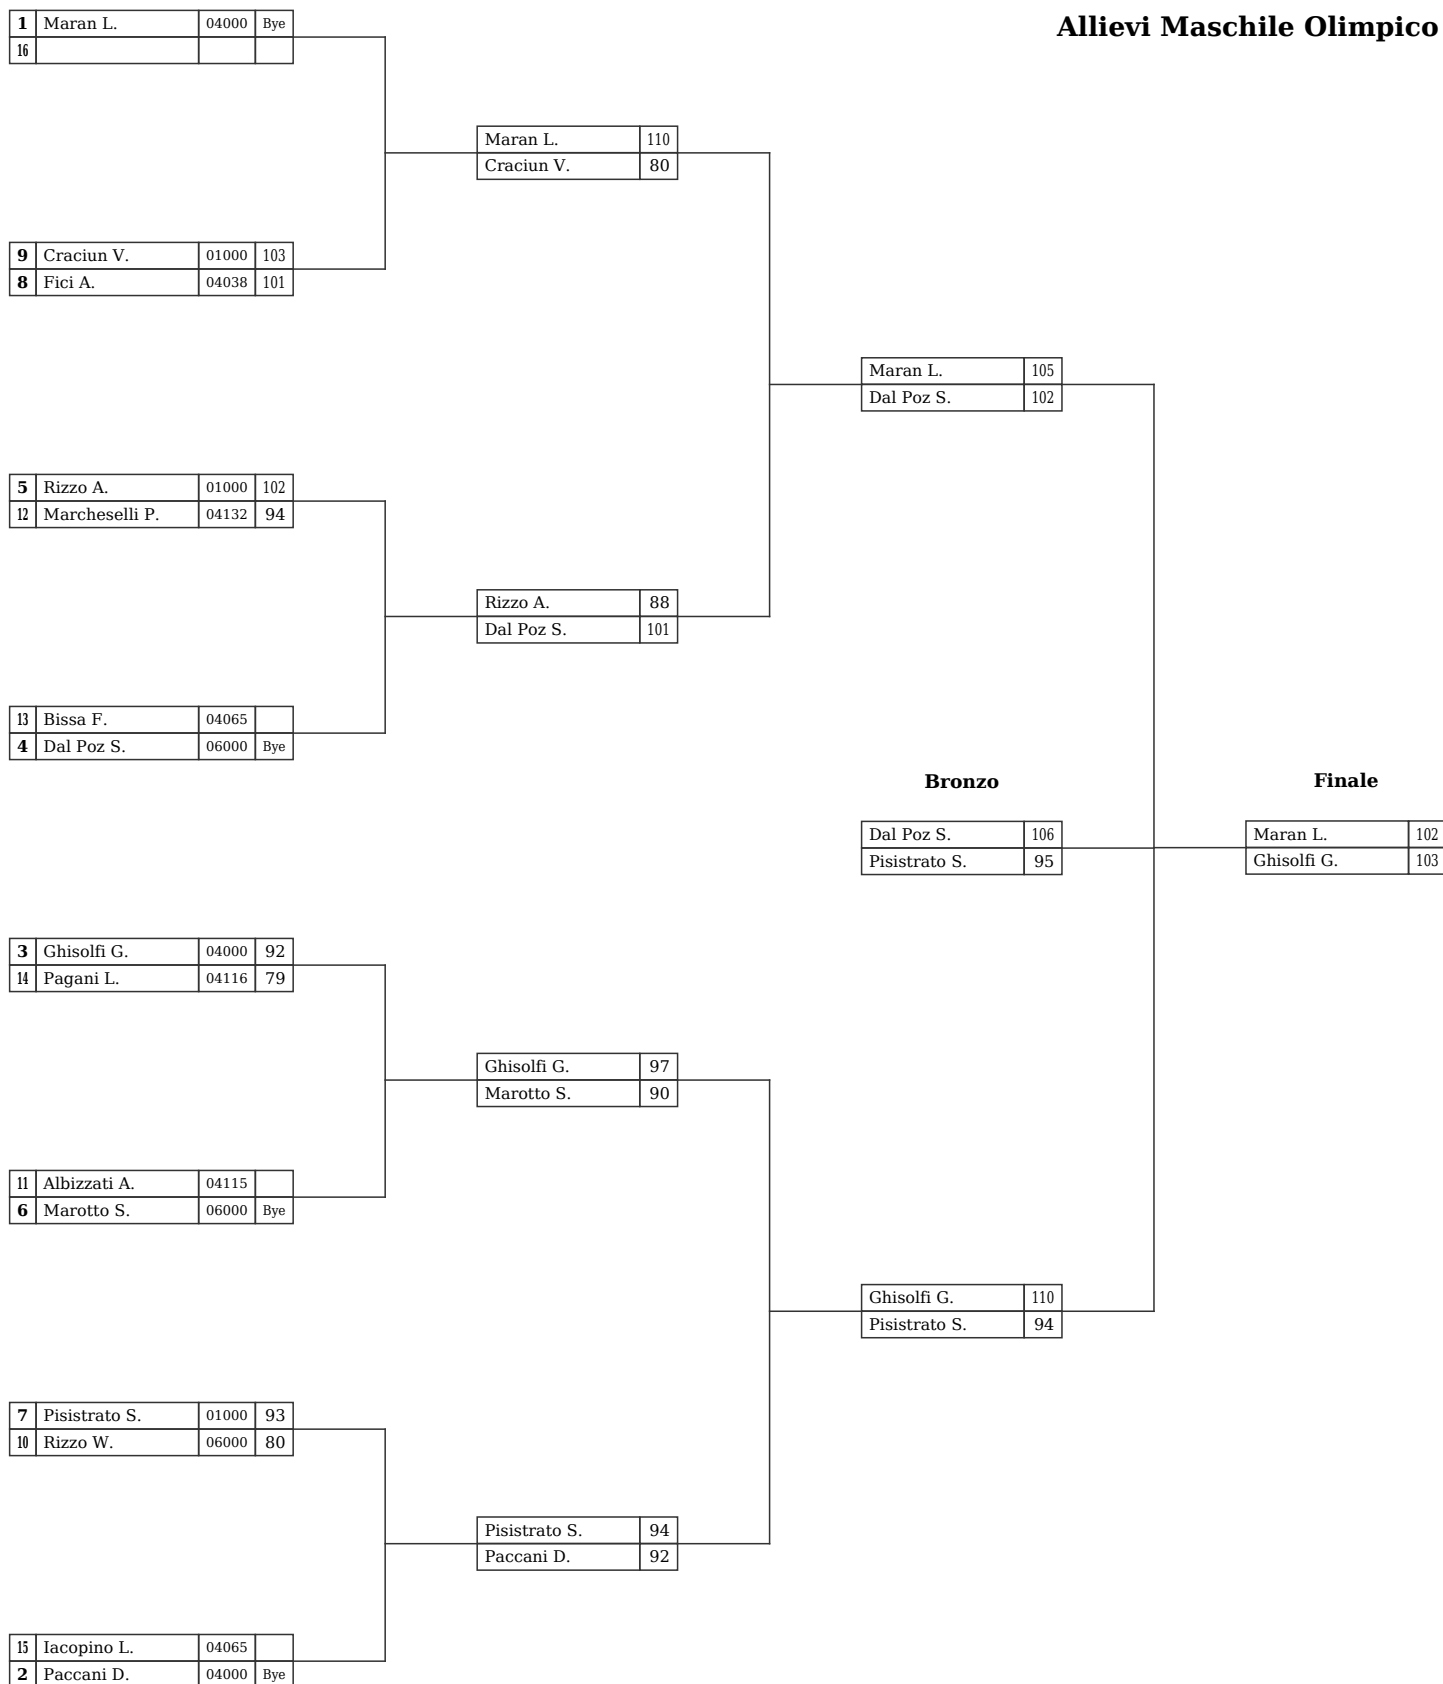 Allievi Maschile Olimpico
1 Maran L. 04000 Bye
16
Maran L. 110
Craciun V. 80
9 Craciun V. 01000 103
8 Fici A. 04038 101
Maran L. 105
Dal Poz S. 102
5 Rizzo A. 01000 102
12 Marcheselli P. 04132 94
Rizzo A. 88
Dal Poz S. 101
13 Bissa F. 04065
4 Dal Poz S. 06000 Bye
Bronzo
Finale
Dal Poz S. 106
Pisistrato S. 95
Maran L. 102
Ghisolfi G. 103
3 Ghisolfi G. 04000 92
14 Pagani L. 04116 79
Ghisolfi G. 97
Marotto S. 90
11 Albizzati A. 04115
6 Marotto S. 06000 Bye
Ghisolfi G. 110
Pisistrato S. 94
7 Pisistrato S. 01000 93
10 Rizzo W. 06000 80
Pisistrato S. 94
Paccani D. 92
15 Iacopino L. 04065
2 Paccani D. 04000 Bye